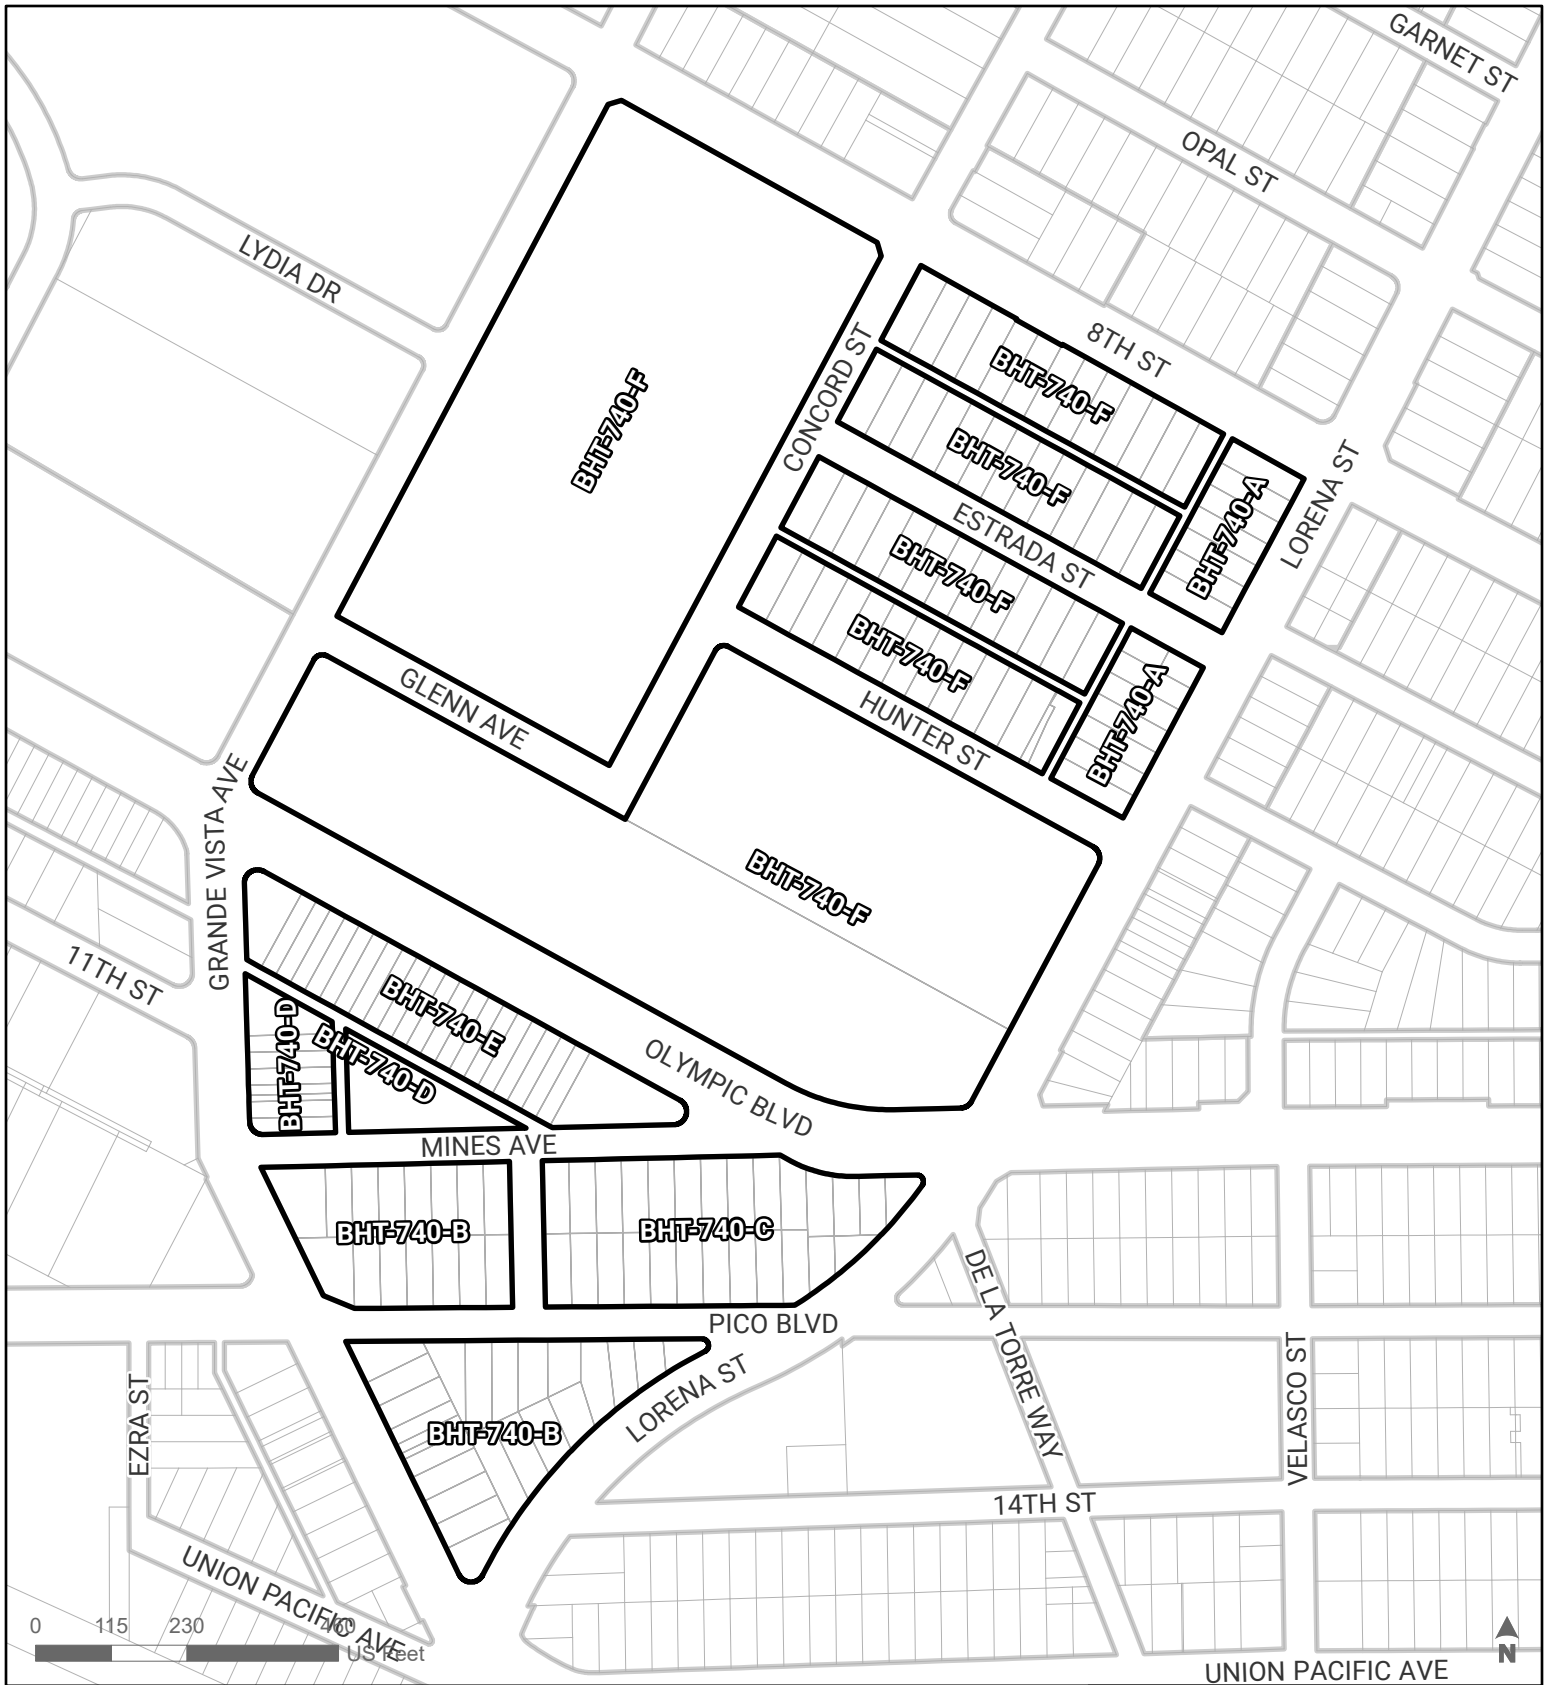 GARNET ST
OPAL ST
LYDIA DR
8TH ST
CONCORD ST
BHT-740-F
BHT-740-F
BHT-740-F
LORENA ST
BHT-740-A
ESTRADA ST
BHT-740-F
BHT-740-F
BHT-740-A
GLENN AVE
HUNTER ST
GRANDE VISTA AVE
BHT-740-F
11TH ST
BHT-740-E
BHT-740-D
BHT-740-D
OLYMPIC BLVD
MINES AVE
BHT-740-B
BHT-740-C
DE LA TORRE WAY
PICO BLVD
LORENA ST
EZRA ST
VELASCO ST
BHT-740-B
14TH ST
UNION PACIFIC AVE
0 115 230 460
US Feet
N
UNION PACIFIC AVE